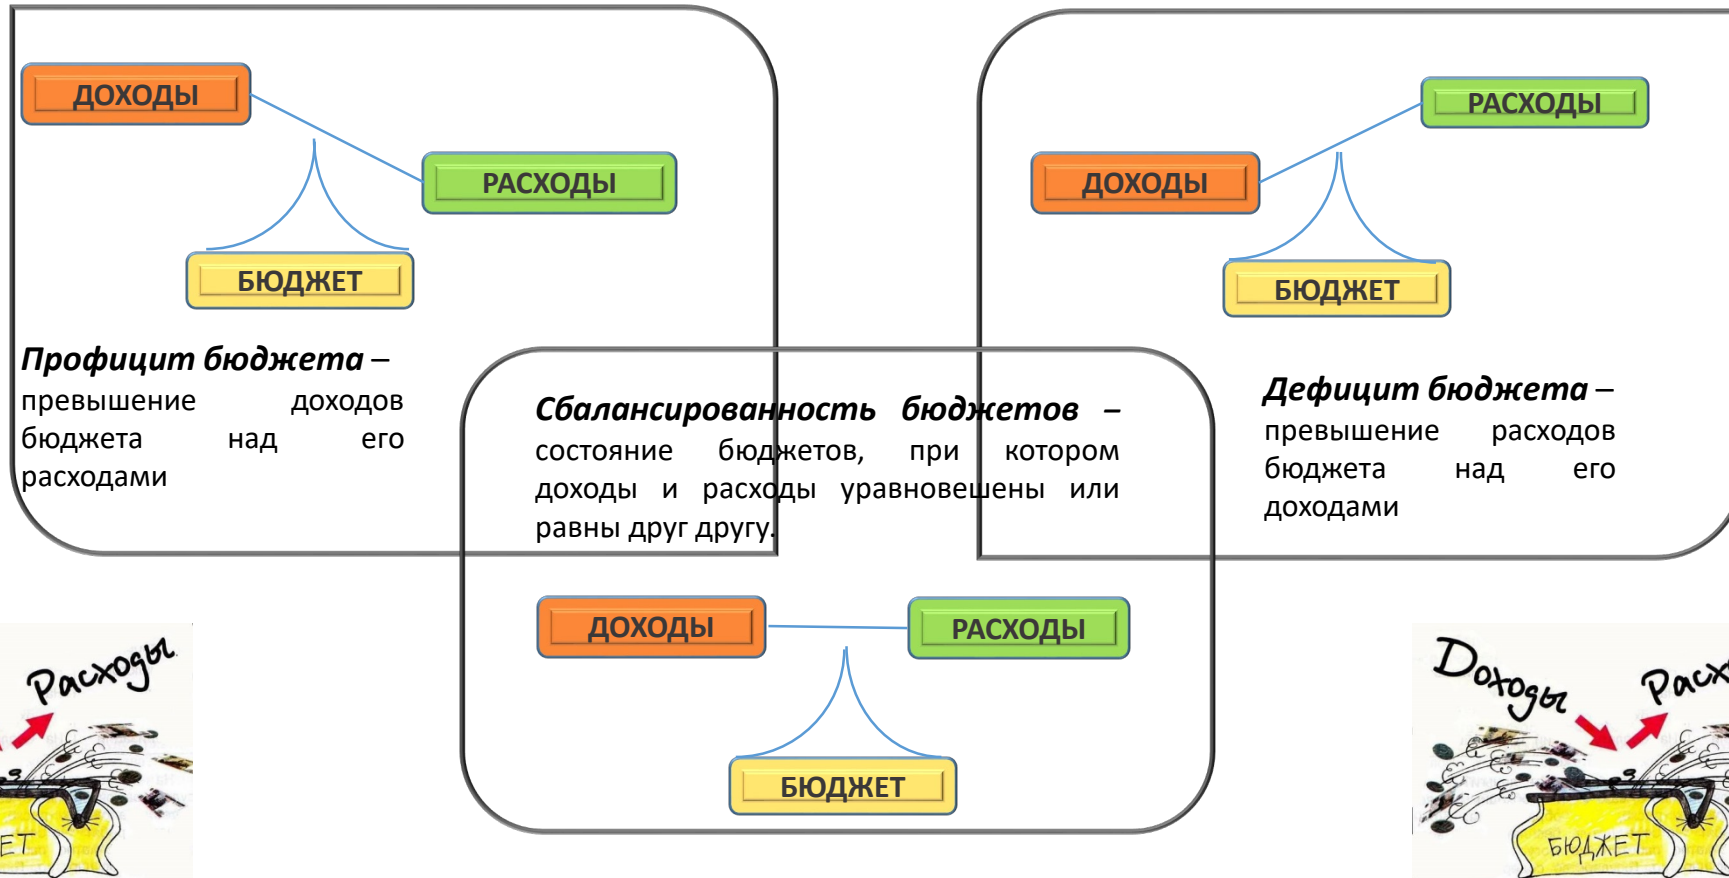 ДОХОДЫ
РАСХОДЫ
БЮДЖЕТ
Профицит бюджета –
превышение доходов
бюджета над его
расходами
РАСХОДЫ
ДОХОДЫ
БЮДЖЕТ
Дефицит бюджета –
превышение расходов
бюджета над его
доходами
Сбалансированность бюджетов –
состояние бюджетов, при котором
доходы и расходы уравновешены или
равны друг другу.
ДОХОДЫ
РАСХОДЫ
БЮДЖЕТ
Расходы
ЕТ
Доходы
Расх
БЮДЖЕТ